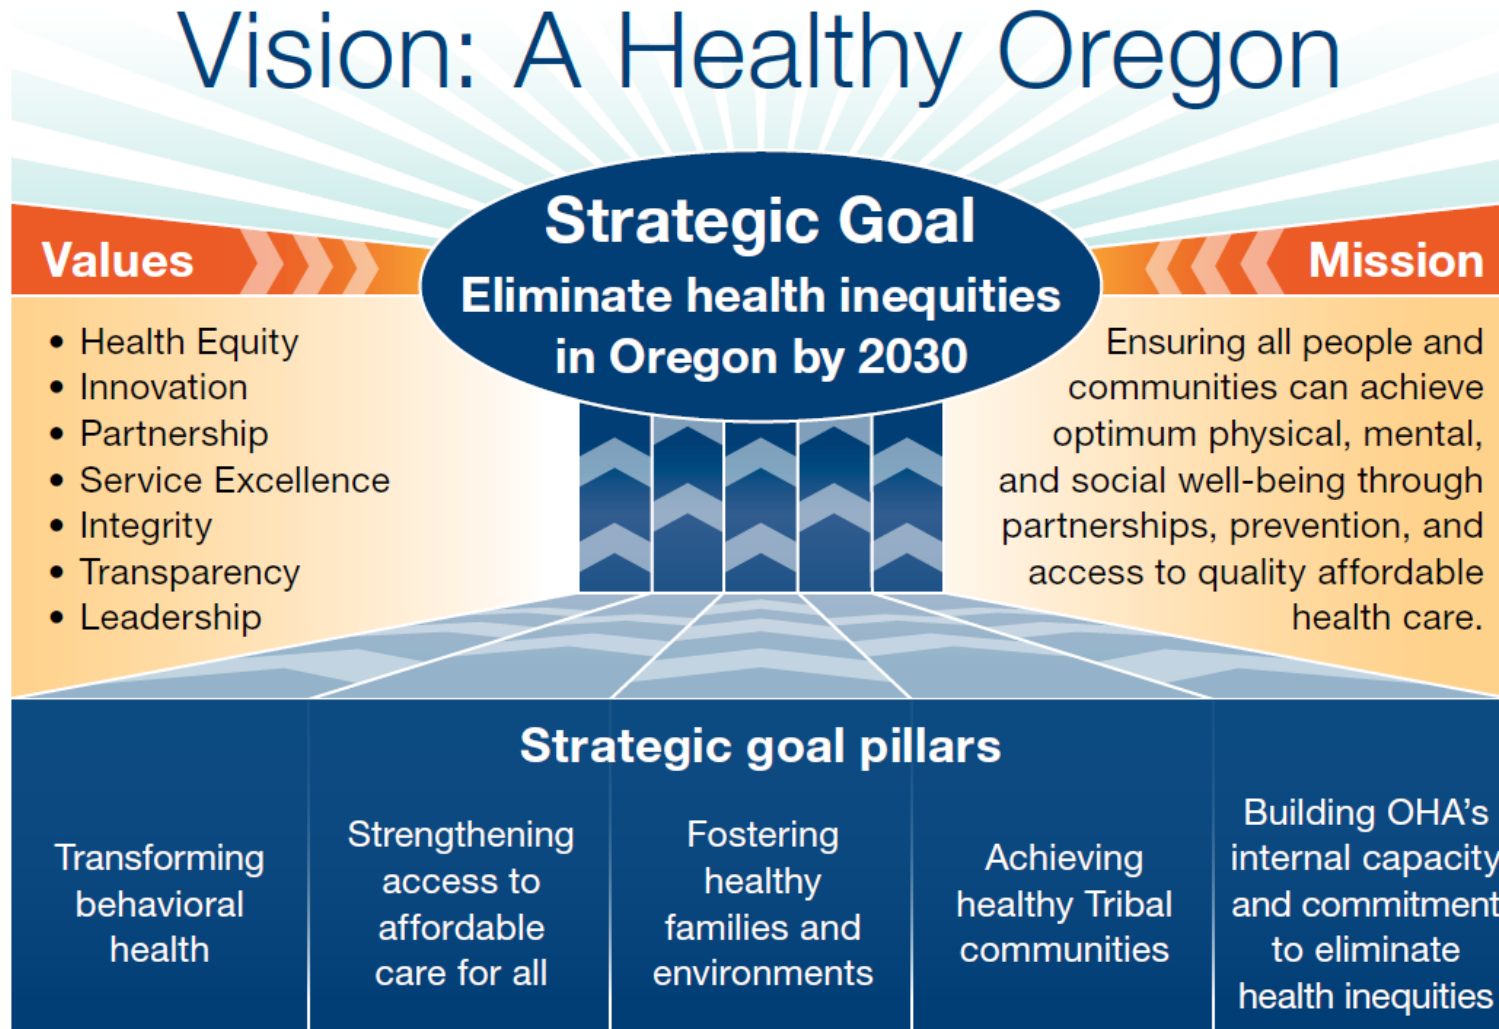 Vision: A Healthy Oregon
Strategic Goal
Eliminate health inequities
in Oregon by 2030
Values
• Health Equity
• Innovation
• Partnership
• Service Excellence
• Integrity
• Transparency
• Leadership
Mission
Ensuring all people and
communities can achieve
optimum physical, mental,
and social well-being through
partnerships, prevention, and
access to quality affordable
health care.
Strategic goal pillars
Transforming
behavioral
health
Strengthening
access to
affordable
care for all
Fostering
healthy
families and
environments
Achieving
healthy Tribal
communities
Building OHA's
internal capacity
and commitment
to eliminate
health inequities